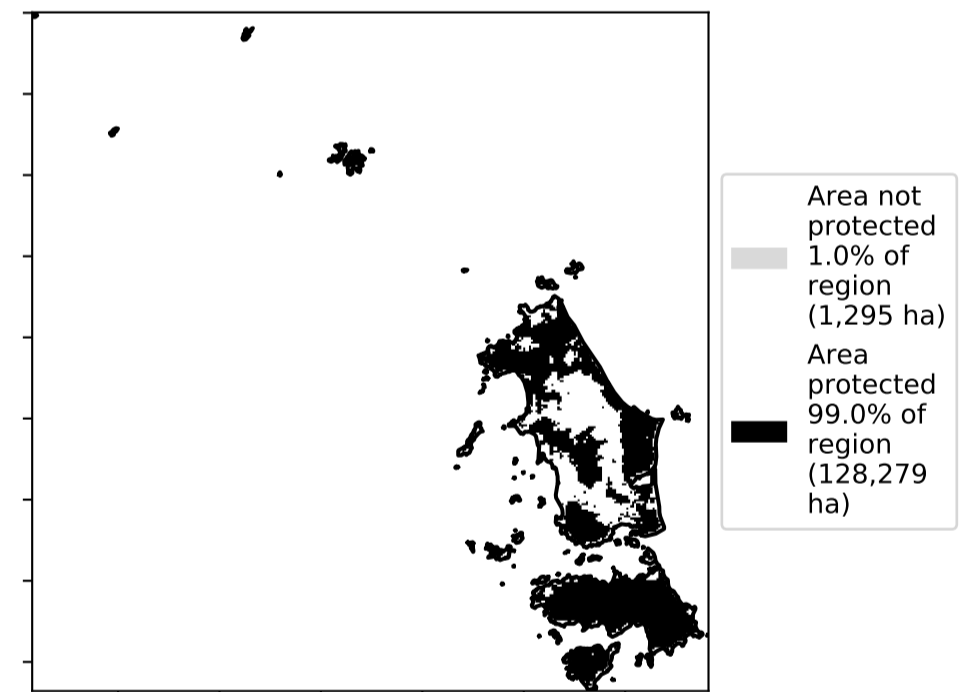 Area not
protected
1.0% of
region
(1,295 ha)
Area
protected
99.0% of
region
(128,279
ha)